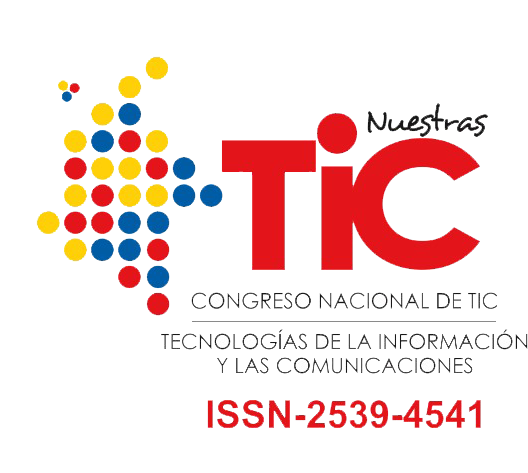 Nuestras
TiC
CONGRESO NACIONAL DE TIC
TECNOLOGÍAS DE LA INFORMACIÓN
Y LAS COMUNICACIONES
ISSN-2539-4541